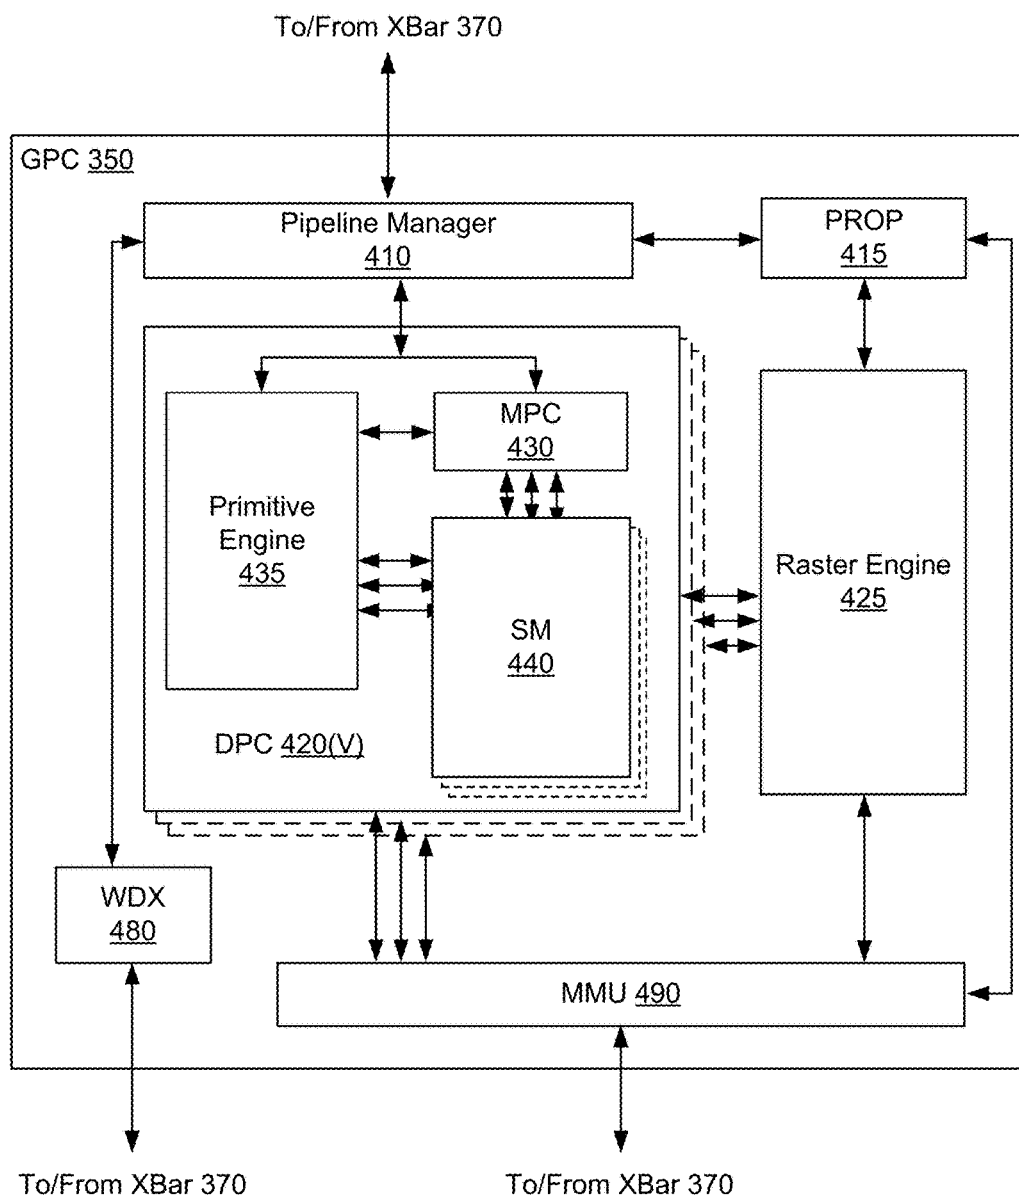 To/From XBar 370
GPC 350
Pipeline Manager
410
PROP
415
MPC
430
Primitive
Engine
435
Raster Engine
425
SM
440
DPC 420(V)
WDX
480
MMU 490
To/From XBar 370
To/From XBar 370